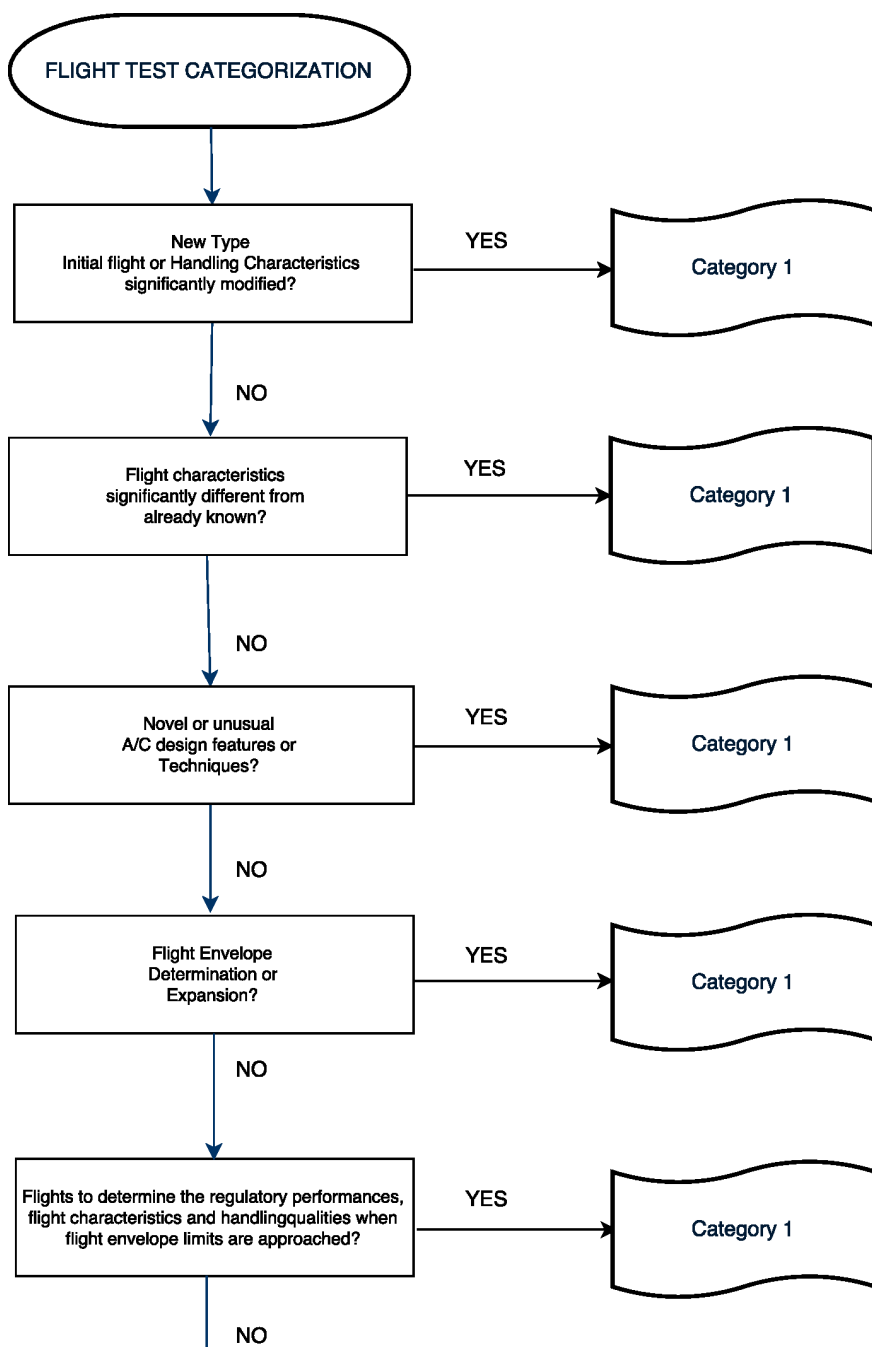 FLIGHT TEST CATEGORIZATION
New Type
Initial flight or Handling Characteristics
significantly modified?
YES
Category 1
NO
Flight characteristics
significantly different from
already known?
YES
Category 1
NO
Novel or unusual
A/C design features or
Techniques?
YES
Category 1
NO
Flight Envelope
Determination or
Expansion?
YES
Category 1
NO
Flights to determine the regulatory performances,
flight characteristics and handlingqualities when
flight envelope limits are approached?
YES
Category 1
NO